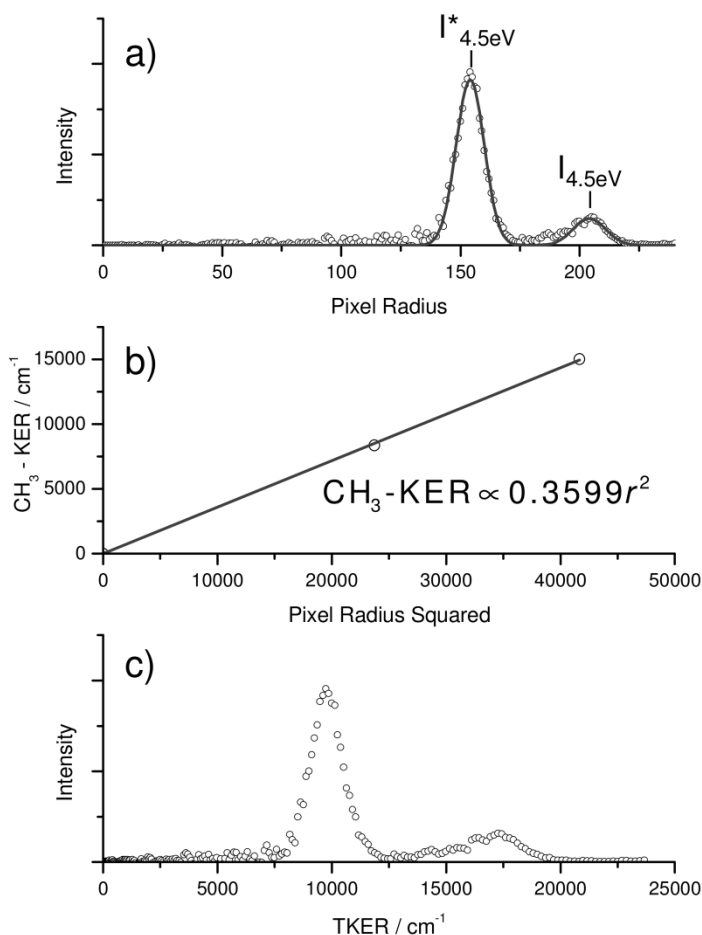 a)
I*4.5eV
I4.5eV
Intensity
0 50 100 150 200
Pixel Radius
b)
15000
10000
5000
0
CH₃ - KER / cm⁻¹
CH₃-KER ∝ 0.3599r²
0 10000 20000 30000 40000 50000
Pixel Radius Squared
c)
Intensity
0 5000 10000 15000 20000 25000
TKER / cm⁻¹